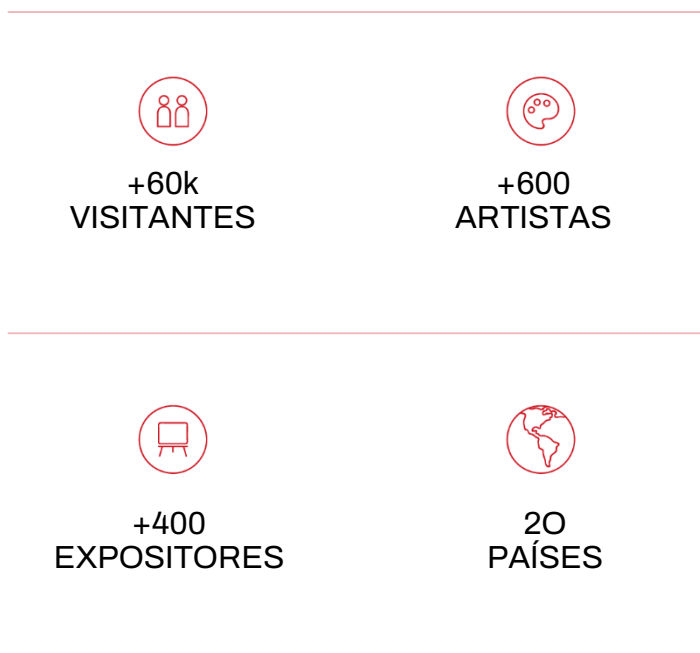 +60k
VISITANTES
+600
ARTISTAS
+400
EXPOSITORES
2O
PAÍSES